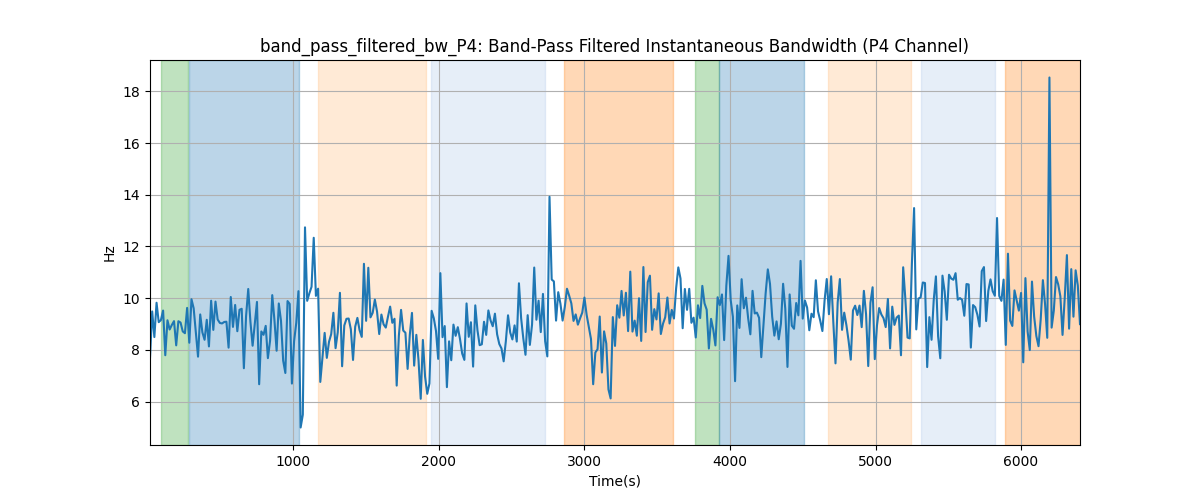 band_pass_filtered_bw_P4: Band-Pass Filtered Instantaneous Bandwidth (P4 Channel)
Hz
18
16
14
12
10
8
6
1000 2000 3000 4000 5000 6000
Time(s)